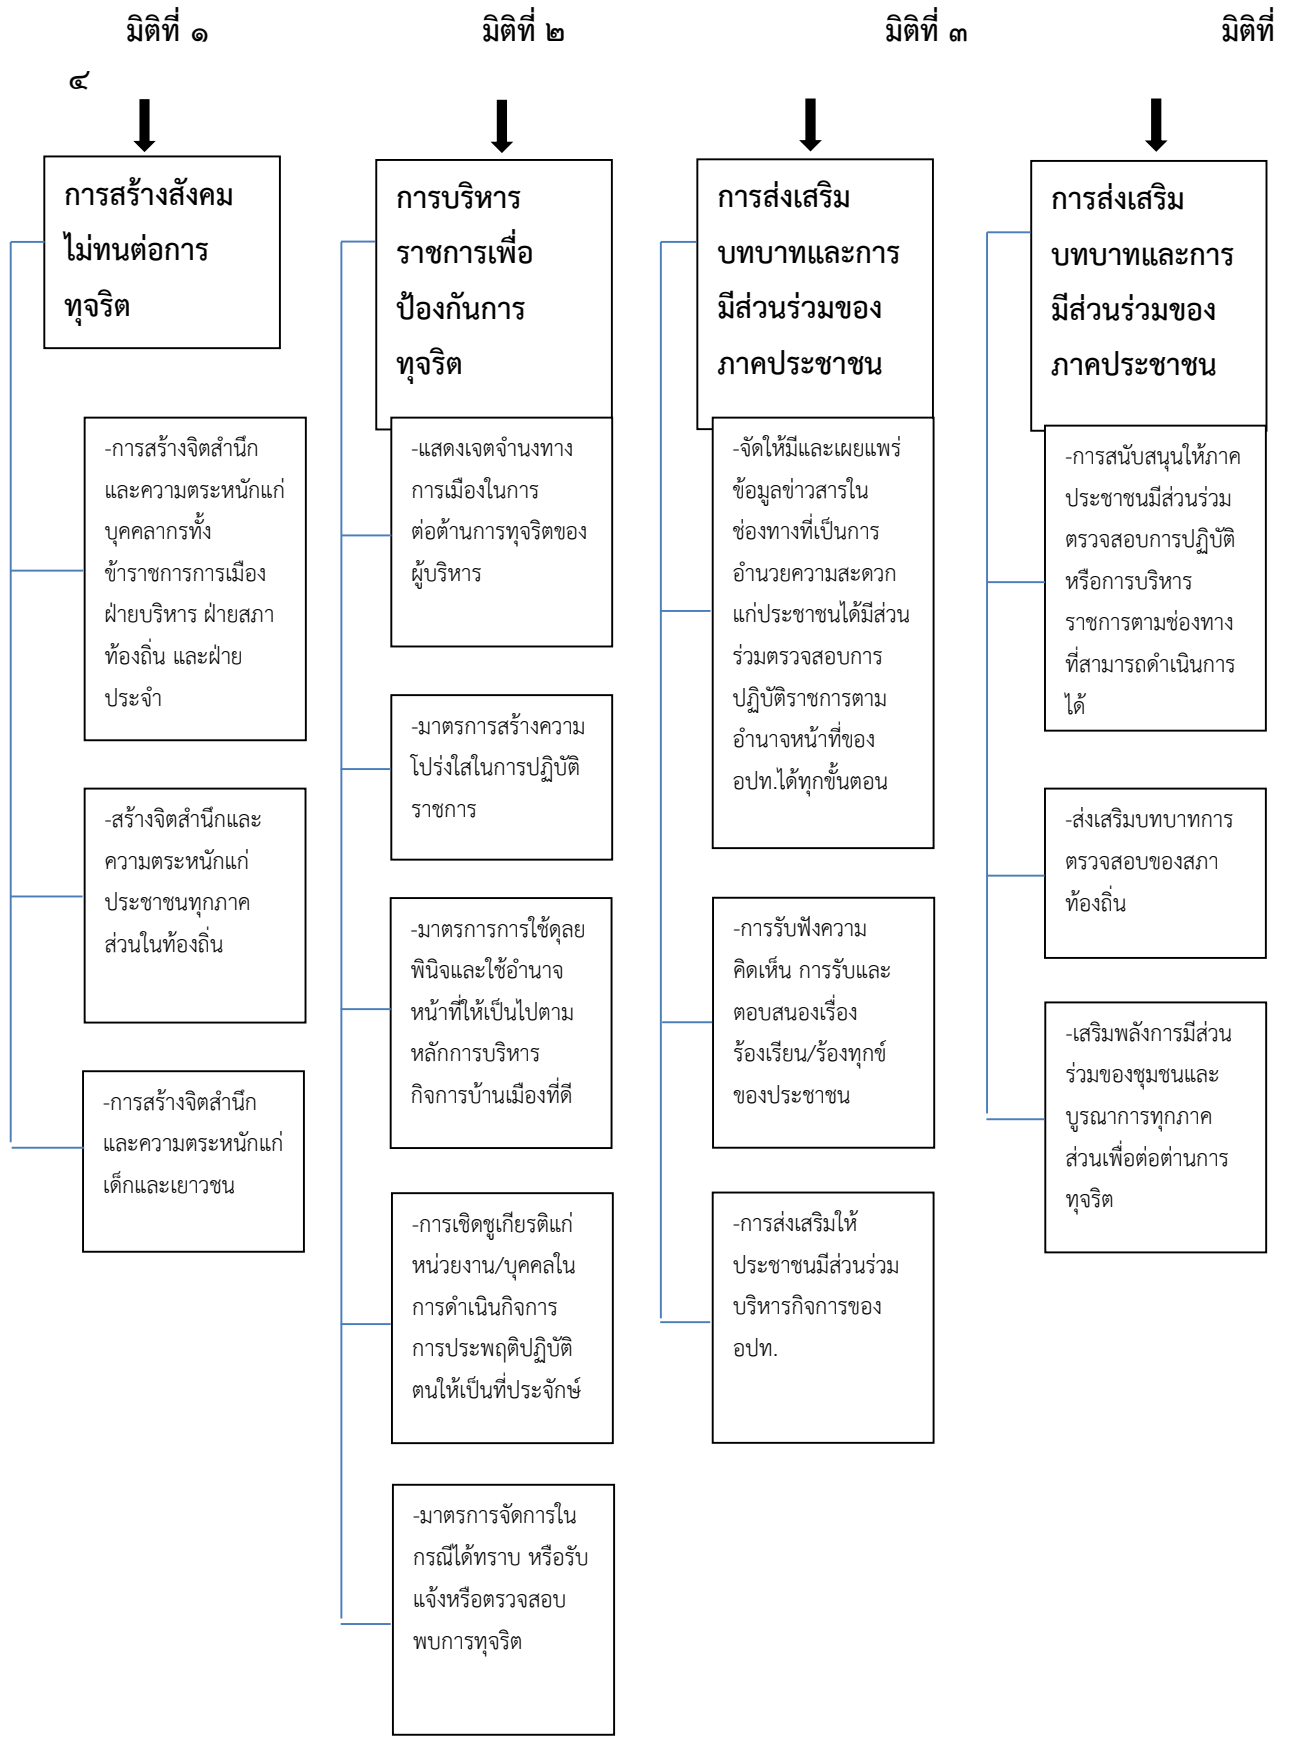 มิติที่ ๑ มิติที่ ๒ มิติที่ ๓ มิติที่
๔
การสร้างสังคม
ไม่ทนต่อการ
ทุจริต
-การสร้างจิตสำนึก
และความตระหนักแก่
บุคคลากรทั้ง
ข้าราชการการเมือง
ฝ่ายบริหาร ฝ่ายสภา
ท้องถิ่น และฝ่าย
ประจำ
-สร้างจิตสำนึกและ
ความตระหนักแก่
ประชาชนทุกภาค
ส่วนในท้องถิ่น
-การสร้างจิตสำนึก
และความตระหนักแก่
เด็กและเยาวชน
การบริหาร
ราชการเพื่อ
ป้องกันการ
ทุจริต
-แสดงเจตจำนงทาง
การเมืองในการ
ต่อต้านการทุจริตของ
ผู้บริหาร
-มาตรการสร้างความ
โปร่งใสในการปฏิบัติ
ราชการ
-มาตรการการใช้ดุลย
พินิจและใช้อำนาจ
หน้าที่ให้เป็นไปตาม
หลักการบริหาร
กิจการบ้านเมืองที่ดี
-การเชิดชูเกียรติแก่
หน่วยงาน/บุคคลใน
การดำเนินกิจการ
การประพฤติปฏิบัติ
ตนให้เป็นที่ประจักษ์
-มาตรการจัดการใน
กรณีได้ทราบ หรือรับ
แจ้งหรือตรวจสอบ
พบการทุจริต
การส่งเสริม
บทบาทและการ
มีส่วนร่วมของ
ภาคประชาชน
-จัดให้มีและเผยแพร่
ข้อมูลข่าวสารใน
ช่องทางที่เป็นการ
อำนวยความสะดวก
แก่ประชาชนได้มีส่วน
ร่วมตรวจสอบการ
ปฏิบัติราชการตาม
อำนาจหน้าที่ของ
อปท.ได้ทุกขั้นตอน
-การรับฟังความ
คิดเห็น การรับและ
ตอบสนองเรื่อง
ร้องเรียน/ร้องทุกข์
ของประชาชน
-การส่งเสริมให้
ประชาชนมีส่วนร่วม
บริหารกิจการของ
อปท.
การส่งเสริม
บทบาทและการ
มีส่วนร่วมของ
ภาคประชาชน
-การสนับสนุนให้ภาค
ประชาชนมีส่วนร่วม
ตรวจสอบการปฏิบัติ
หรือการบริหาร
ราชการตามช่องทาง
ที่สามารถดำเนินการ
ได้
-ส่งเสริมบทบาทการ
ตรวจสอบของสภา
ท้องถิ่น
-เสริมพลังการมีส่วน
ร่วมของชุมชนและ
บูรณาการทุกภาค
ส่วนเพื่อต่อต่านการ
ทุจริต